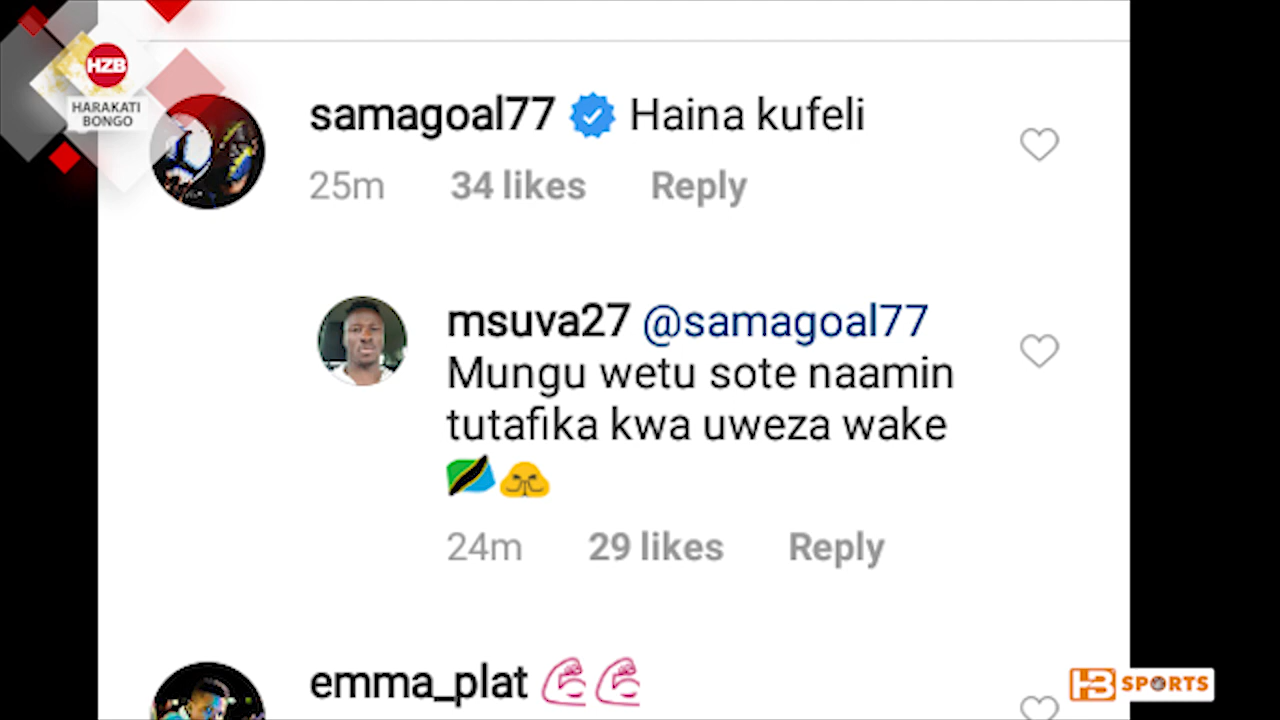 HZB
HARAKATI
BONGO
samagoal77 Haina kufeli
25m 34 likes Reply
msuva27 @samagoal77
Mungu wetu sote naamin
tutafika kwa uweza wake
24m 29 likes Reply
emma_plat
HB SPORTS